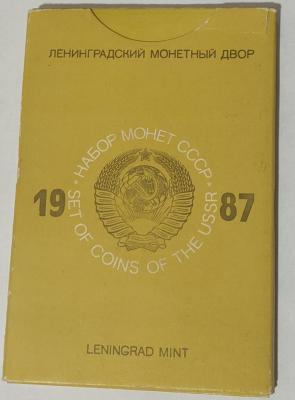 ЛЕНИНГРАДСКИЙ МОНЕТНЫЙ ДВОР
НАБОР МОНЕТ СССР
19 87
SET OF COINS OF THE USSR
LENINGRAD MINT